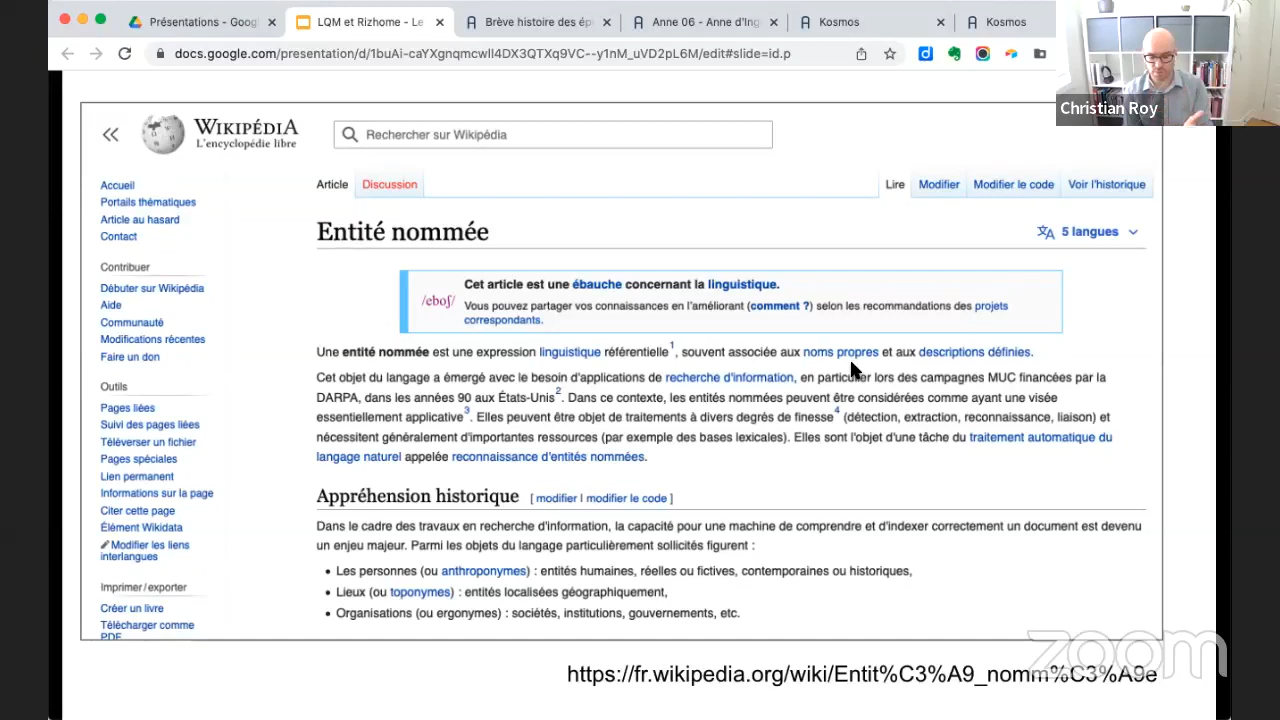 Présentations - Goog
LQM et Rizhome - Le
Brève histoire des épi
Anne 06 - Anne d'Ing
Kosmos
Kosmos
docs.google.com/presentation/d/1buAi-caYXgnqmcwII4DX3QTXq9VC--y1nM_uVD2pL6M/edit#slide=id.p
Christian Roy
WIKIPÉDIA
L'encyclopédie libre
Rechercher sur Wikipédia
Accueil
Portails thématiques
Article au hasard
Contact
Contribuer
Débuter sur Wikipédia
Aide
Communauté
Modifications récentes
Faire un don
Outils
Pages liées
Suivi des pages liées
Téléverser un fichier
Pages spéciales
Lien permanent
Informations sur la page
Citer cette page
Élément Wikidata
Modifier les liens
interlangues
Imprimer / exporter
Créer un livre
Télécharger comme
PDF
Article Discussion
Lire Modifier Modifier le code Voir l'historique
Entité nommée
5 langues
/eboʃ/
Cet article est une ébauche concernant la linguistique.
Vous pouvez partager vos connaissances en l'améliorant (comment ?) selon les recommandations des projets
correspondants.
Une entité nommée est une expression linguistique référentielle1, souvent associée aux noms propres et aux descriptions définies.
Cet objet du langage a émergé avec le besoin d'applications de recherche d'information, en particulier lors des campagnes MUC financées par la
DARPA, dans les années 90 aux États-Unis2. Dans ce contexte, les entités nommées peuvent être considérées comme ayant une visée
essentiellement applicative3. Elles peuvent être objet de traitements à divers degrés de finesse4 (détection, extraction, reconnaissance, liaison) et
nécessitent généralement d'importantes ressources (par exemple des bases lexicales). Elles sont l'objet d'une tâche du traitement automatique du
langage naturel appelée reconnaissance d'entités nommées.
Appréhension historique [ modifier | modifier le code ]
Dans le cadre des travaux en recherche d'information, la capacité pour une machine de comprendre et d'indexer correctement un document est devenu
un enjeu majeur. Parmi les objets du langage particulièrement sollicités figurent :
• Les personnes (ou anthroponymes) : entités humaines, réelles ou fictives, contemporaines ou historiques,
• Lieux (ou toponymes) : entités localisées géographiquement,
• Organisations (ou ergonymes) : sociétés, institutions, gouvernements, etc.
zoom
https://fr.wikipedia.org/wiki/Entit%C3%A9_nomm%C3%A9e